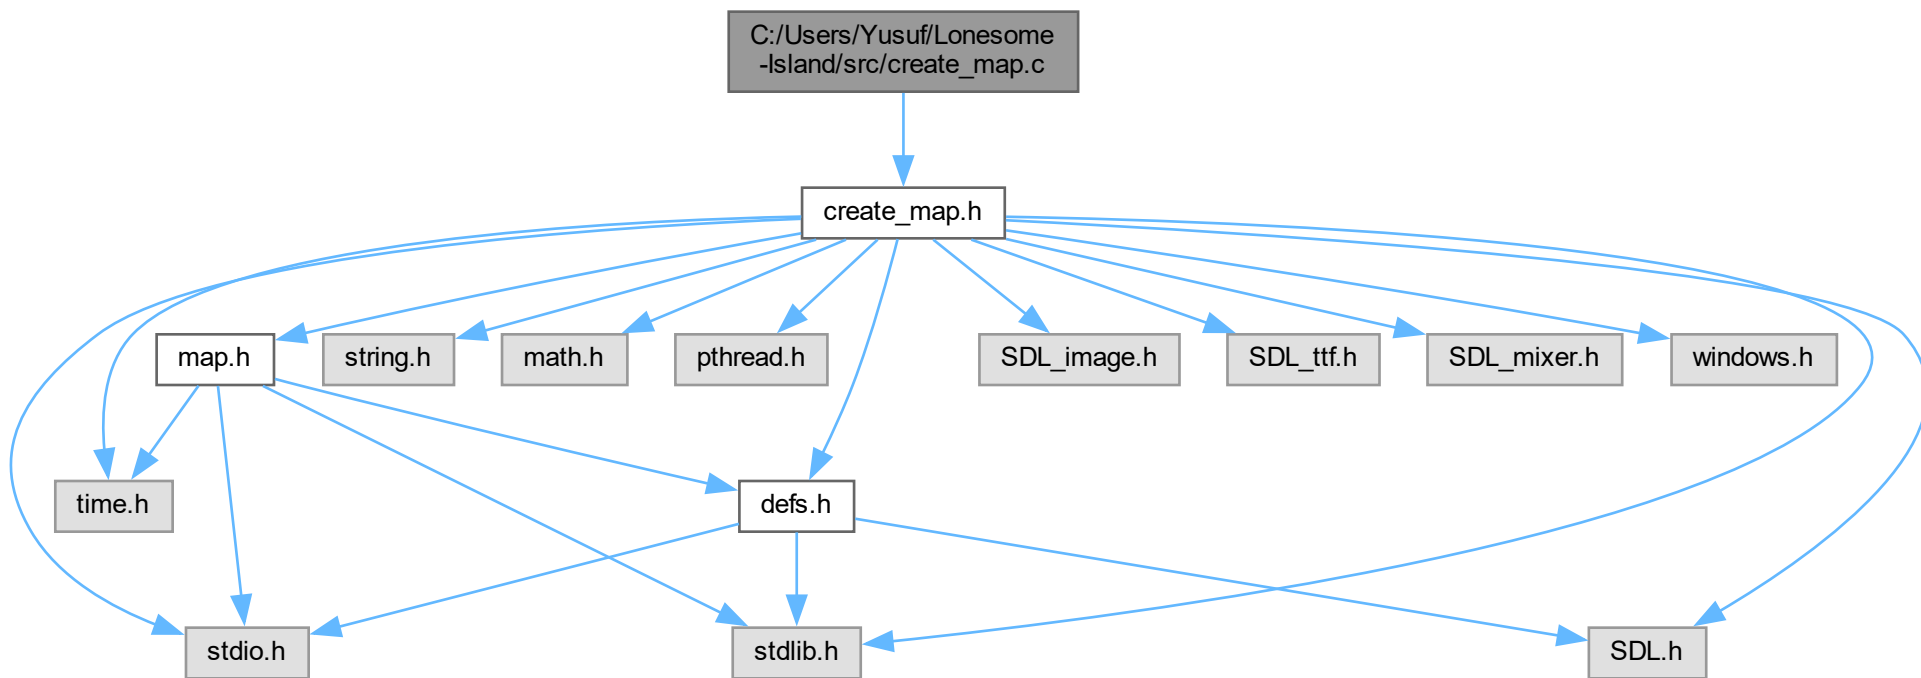 C:/Users/Yusuf/Lonesome
-Island/src/create_map.c
create_map.h
map.h
string.h
math.h
pthread.h
SDL_image.h
SDL_ttf.h
SDL_mixer.h
windows.h
time.h
defs.h
stdio.h
stdlib.h
SDL.h